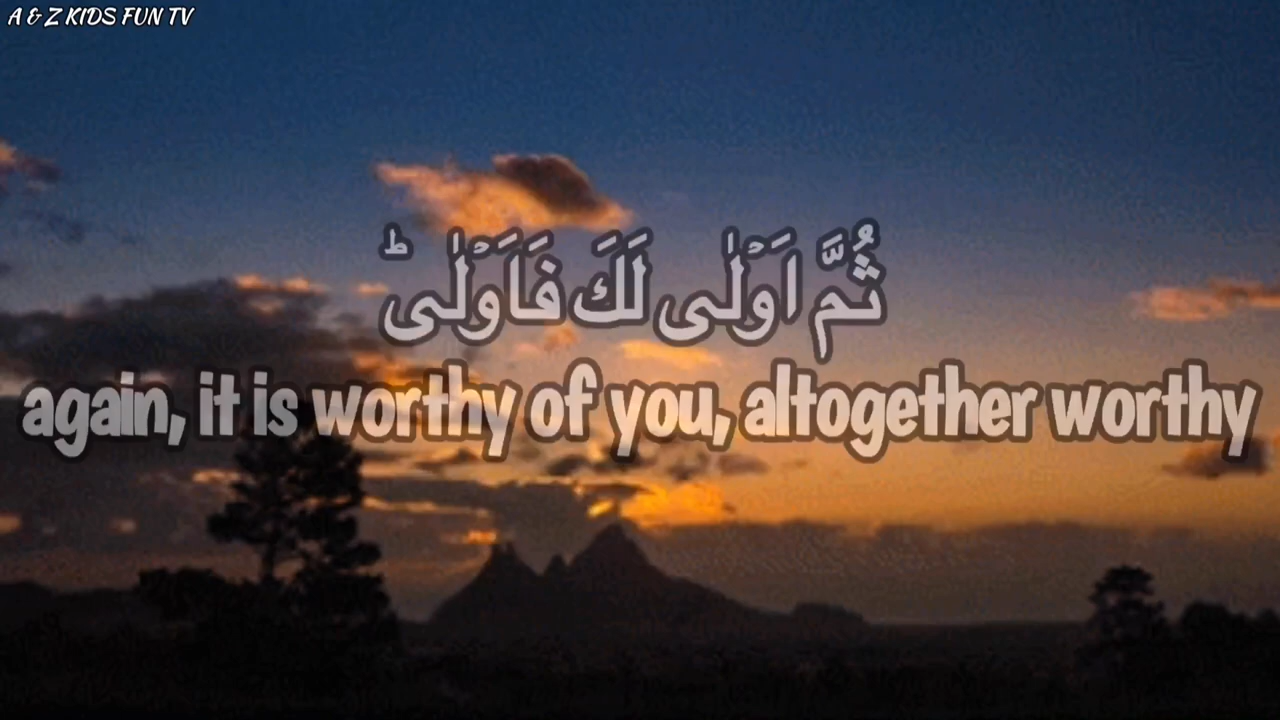 A & Z KIDS FUN TV
ثُمَّ اَوۡلٰى لَكَ فَاَوۡلٰىؕ
again, it is worthy of you, altogether worthy